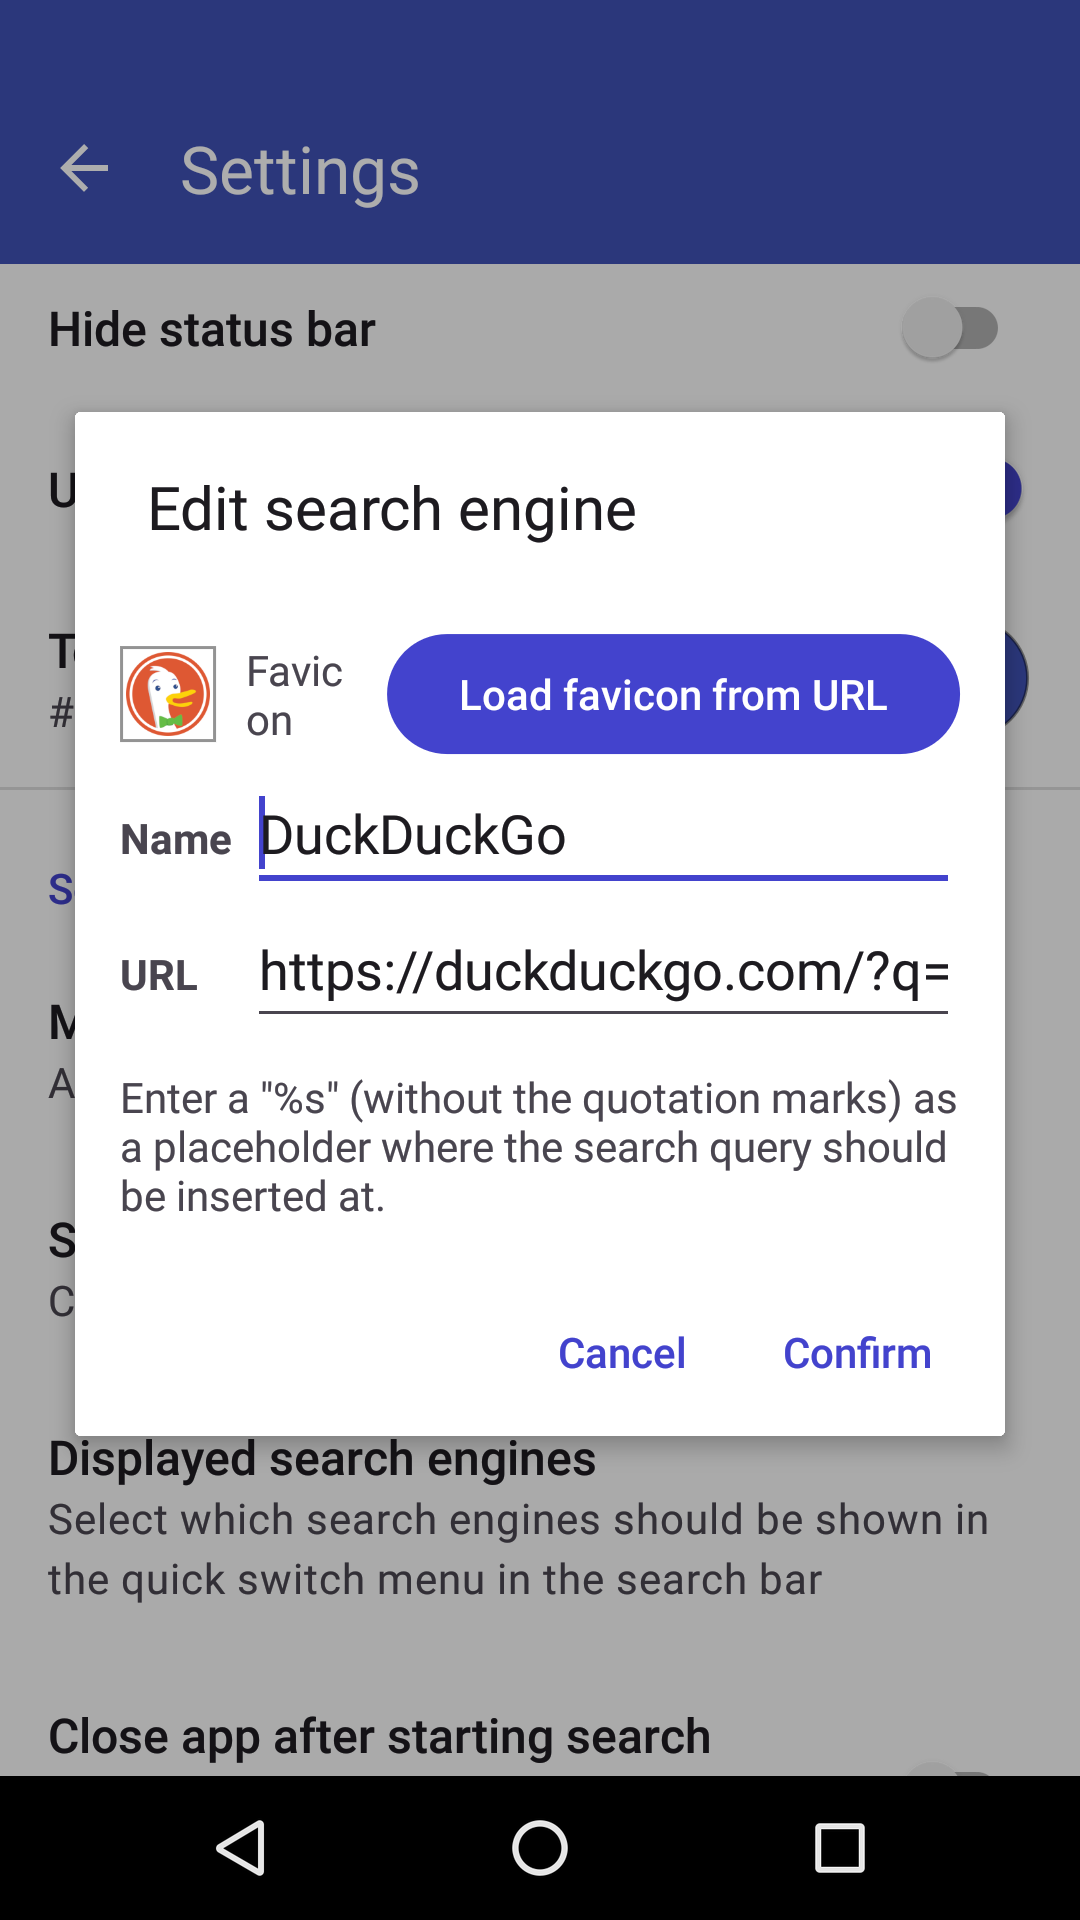 Settings
Hide status bar
U
#
Edit search engine
Favic
on
Load favicon from URL
Name DuckDuckGo
S
URL https://duckduckgo.com/?q=
M
A
Enter a "%s" (without the quotation marks) as
a placeholder where the search query should
be inserted at.
S
C
Cancel Confirm
Displayed search engines
Select which search engines should be shown in
the quick switch menu in the search bar
Close app after starting search